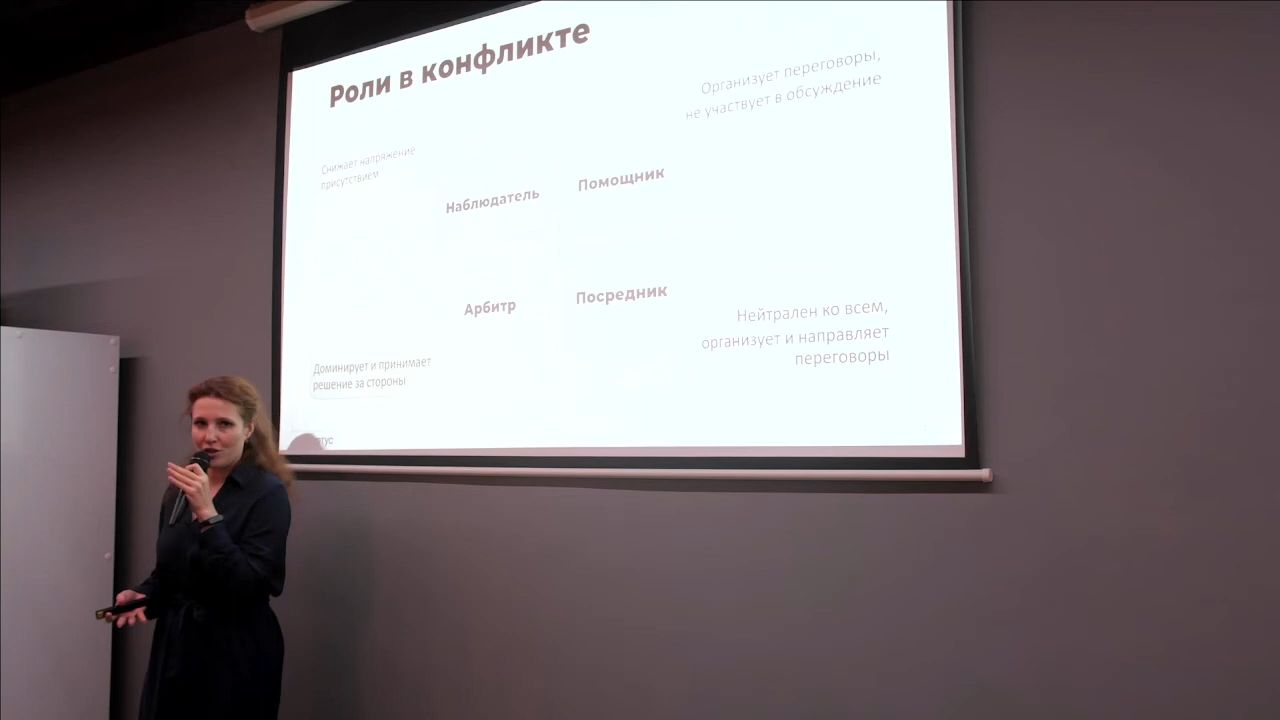 Роли в конфликте
Организует переговоры,
не участвует в обсуждение
Снижает напряжение
присутствием
Наблюдатель
Помощник
Арбитр
Посредник
Нейтрален ко всем,
организует и направляет
переговоры
Доминирует и принимает
решение за стороны